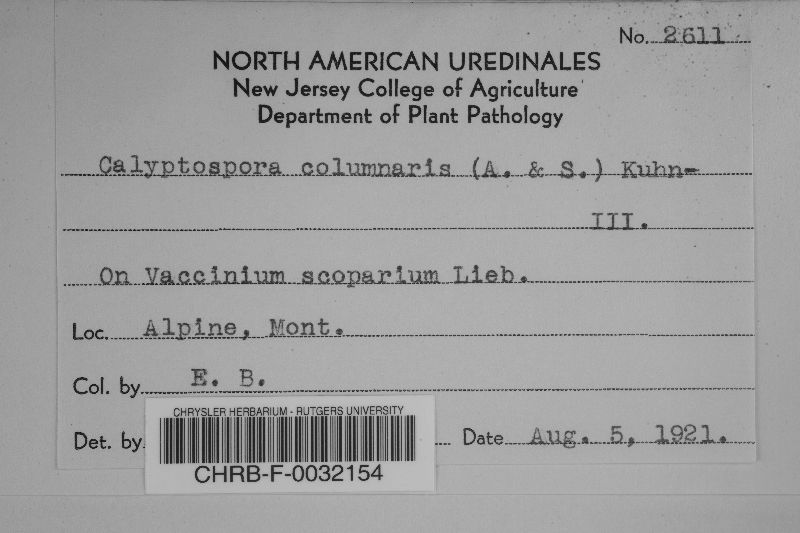 No. 2611
NORTH AMERICAN UREDINALES
New Jersey College of Agriculture
Department of Plant Pathology
Calyptospora columnaris (A. & S.) Kuhn-
III.
On Vaccinium scoparium Lieb.
Loc. Alpine, Mont.
Col. by E. B.
Det. by Date Aug. 5, 1921.
CHRYSLER HERBARIUM - RUTGERS UNIVERSITY
CHRB-F-0032154